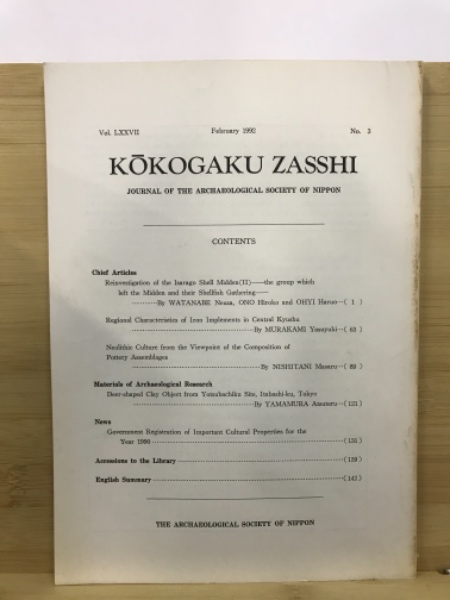 Vol. LXXVII February 1992 No. 3
KŌKOGAKU ZASSHI
JOURNAL OF THE ARCHAEOLOGICAL SOCIETY OF NIPPON
CONTENTS
Chief Articles
Reinvestigation of the Isarago Shell Midden(II)—the group which
left the Midden and their Shellfish Gathering—
By WATANABE Neusa, ONO Hiroko and OHYI Haruo ( 1 )
Regional Characteristics of Iron Implements in Central Kyushu
By MURAKAMI Yasuyuki ( 63 )
Neolithic Culture from the Viewpoint of the Composition of
Pottery Assemblages
By NISHITANI Masaru ( 89 )
Materials of Archaeological Research
Deer-shaped Clay Object from Yotsubachiku Site, Itabashi-ku, Tokyo
By YAMAMURA Atsuteru (121)
News
Government Registration of Important Cultural Properties for the
Year 1990 (131)
Accessions to the Library (139)
English Summary (142)
THE ARCHAEOLOGICAL SOCIETY OF NIPPON